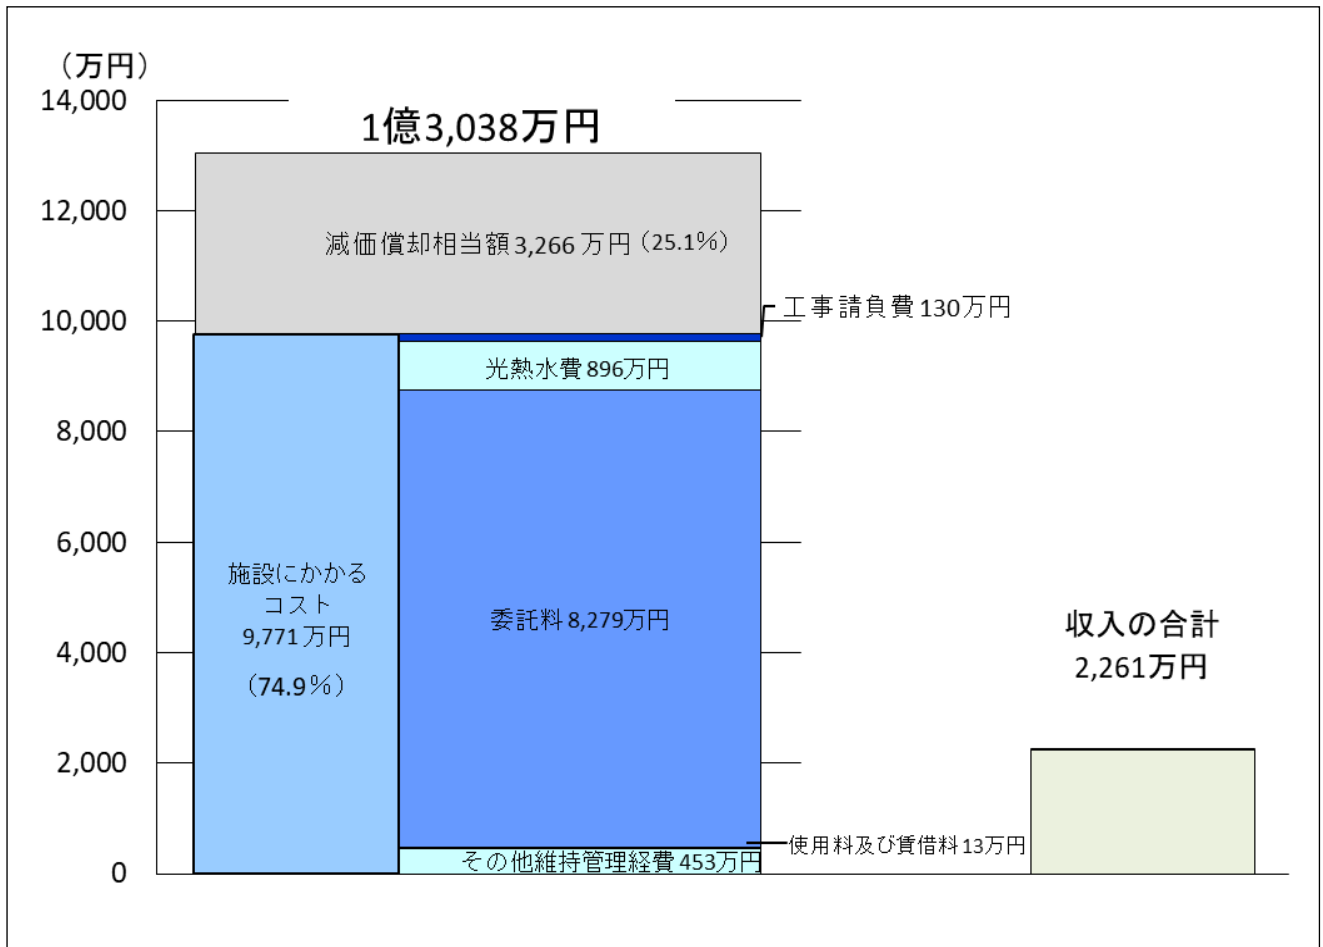 （万円）
14,000
1億3,038万円
12,000
減価償却相当額3,266万円（25.1％）
10,000
工事請負費130万円
光熱水費896万円
8,000
6,000
施設にかかる
コスト
9,771万円
（74.9％）
委託料8,279万円
4,000
収入の合計
2,261万円
2,000
使用料及び賃借料13万円
その他維持管理経費453万円
0